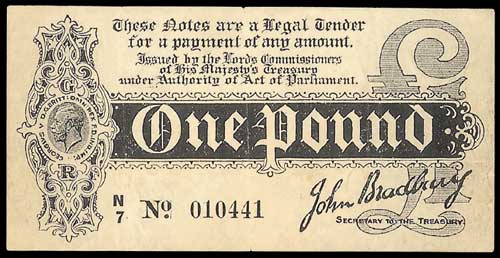 These Notes are a Legal Tender
for a payment of any amount.
Issued by the Lords Commissioners
of His Majesty's Treasury
under Authority of Act of Parliament.
£1
G
R
One Pound
N/7 No 010441
John Bradbury
Secretary to the Treasury.